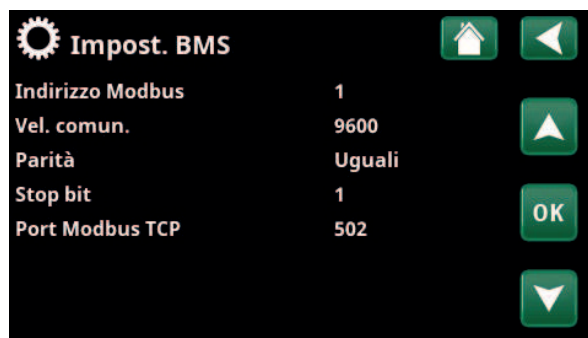 Impost. BMS
Indirizzo Modbus 1
Vel. comun. 9600
Parità Uguali
Stop bit 1
OK
Port Modbus TCP 502